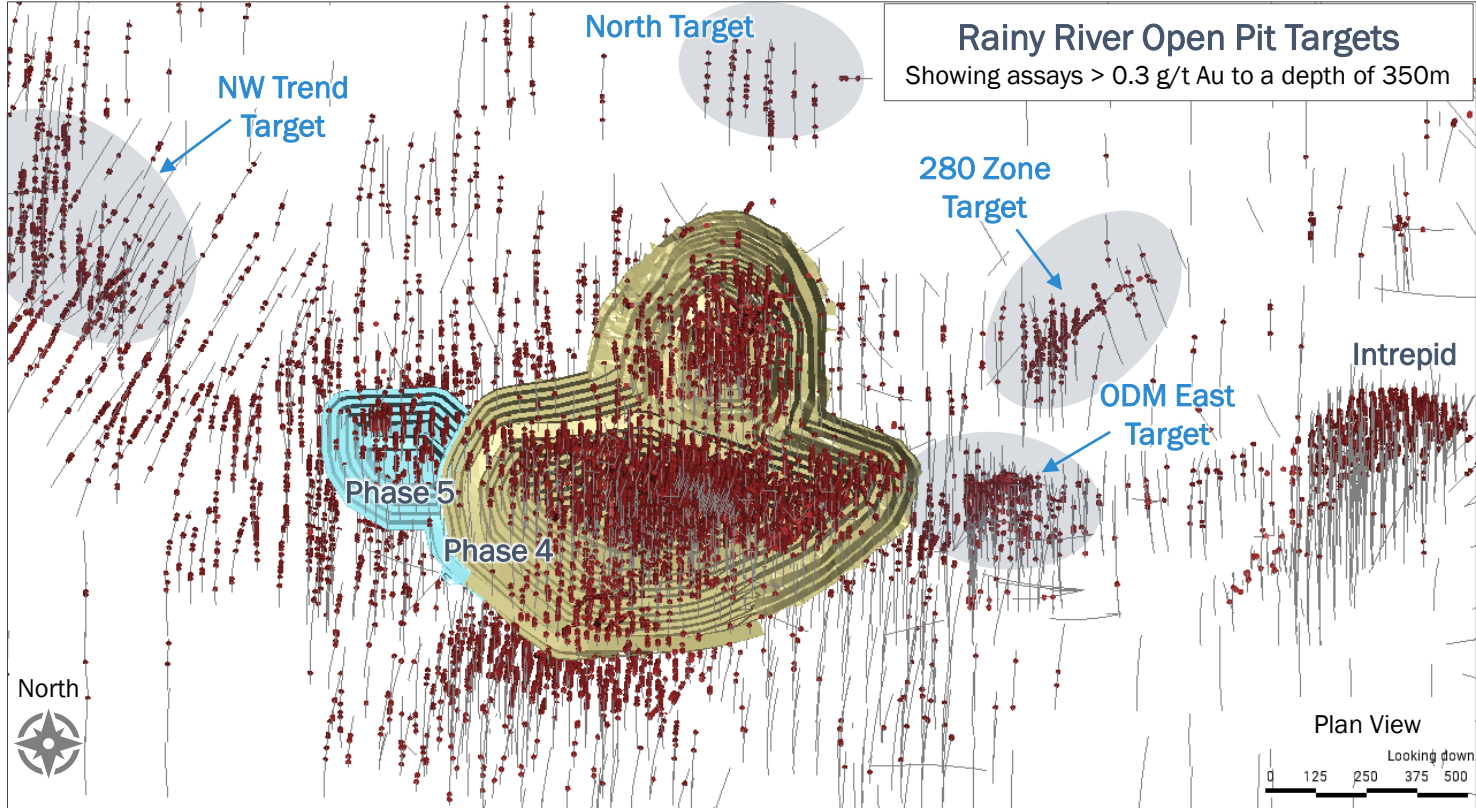 Rainy River Open Pit Targets
Showing assays > 0.3 g/t Au to a depth of 350m
North Target
NW Trend
Target
280 Zone
Target
Intrepid
ODM East
Target
Phase 5
Phase 4
North
Plan View
Looking down
0 125 250 375 500